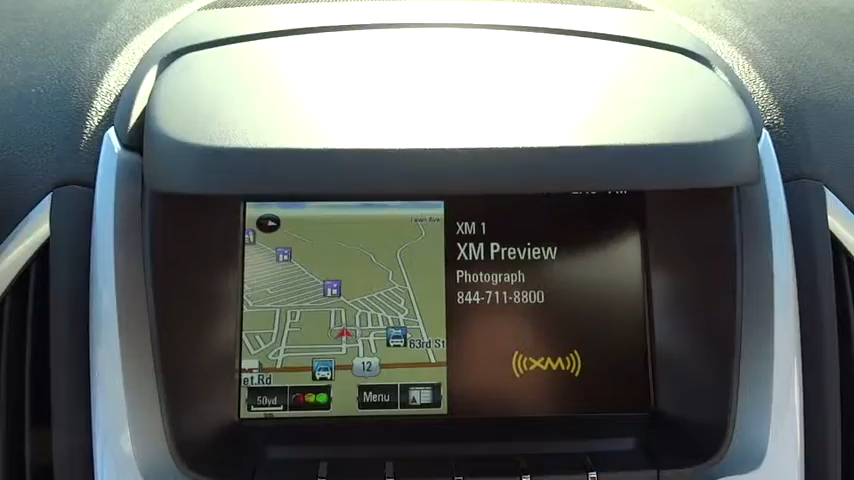 XM 1
XM Preview
Photograph
844-711-8800
XM
63rd St
12
et.Rd
50yd
Menu